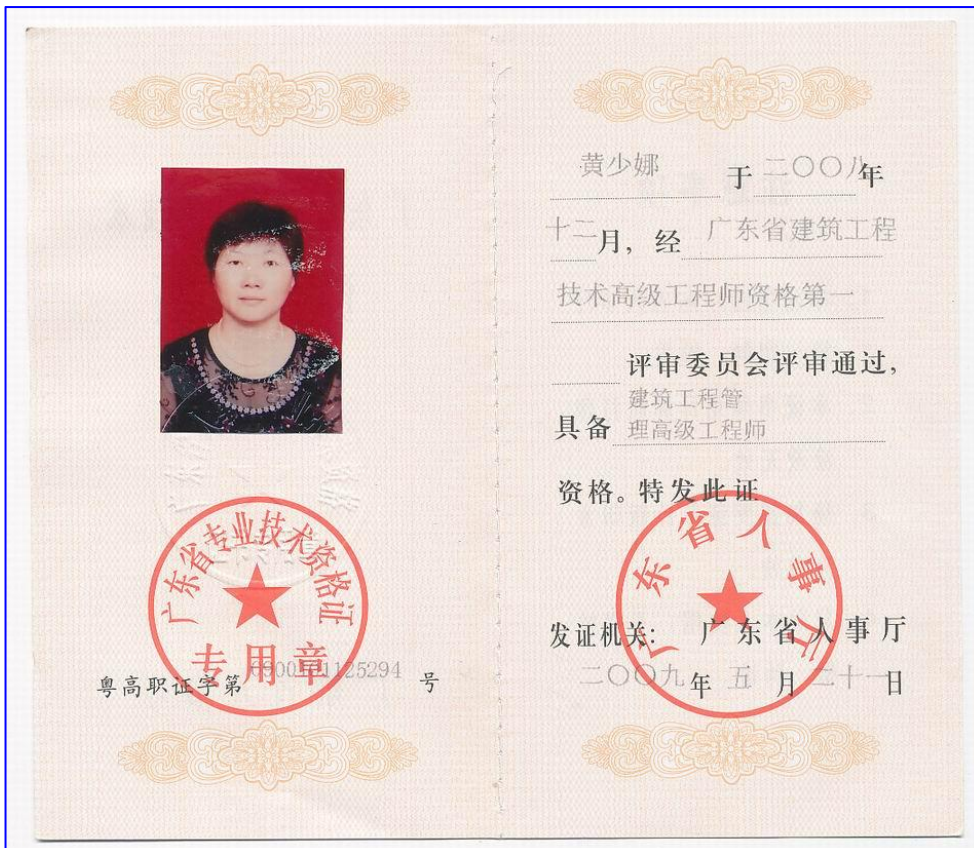 广东省专业技术资格证
专用章
粤高职证字第 号
黄少娜 于 二〇〇八年
十二月，经 广东省建筑工程
技术高级工程师资格第一
评审委员会评审通过，
建筑工程管
具备 理高级工程师
资格。特发此证
广东省人事厅
发证机关： 广东省人事厅
二〇〇九年 五 月 二十一日